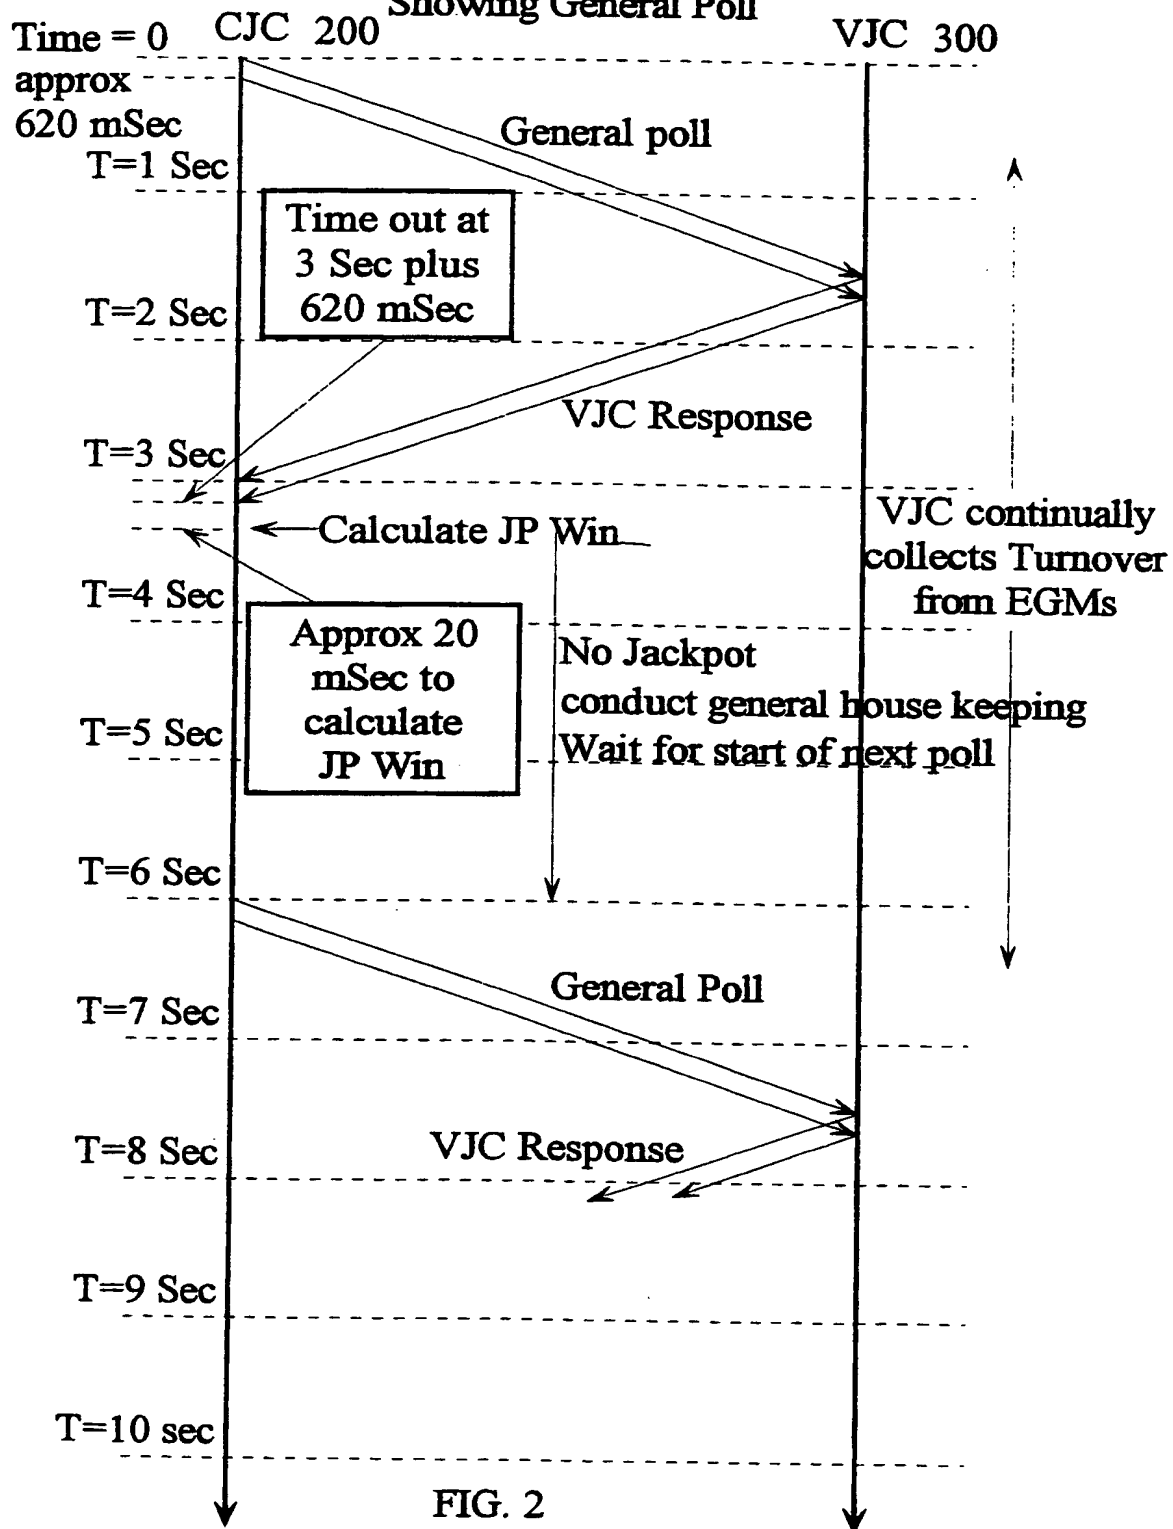 Showing General Poll
Time = 0
CJC 200
VJC 300
approx
620 mSec
General poll
T=1 Sec
Time out at
3 Sec plus
620 mSec
T=2 Sec
VJC Response
T=3 Sec
Calculate JP Win
VJC continually
collects Turnover
from EGMs
T=4 Sec
Approx 20
mSec to
calculate
JP Win
No Jackpot
conduct general house keeping
Wait for start of next poll
T=5 Sec
T=6 Sec
General Poll
T=7 Sec
VJC Response
T=8 Sec
T=9 Sec
T=10 sec
FIG. 2